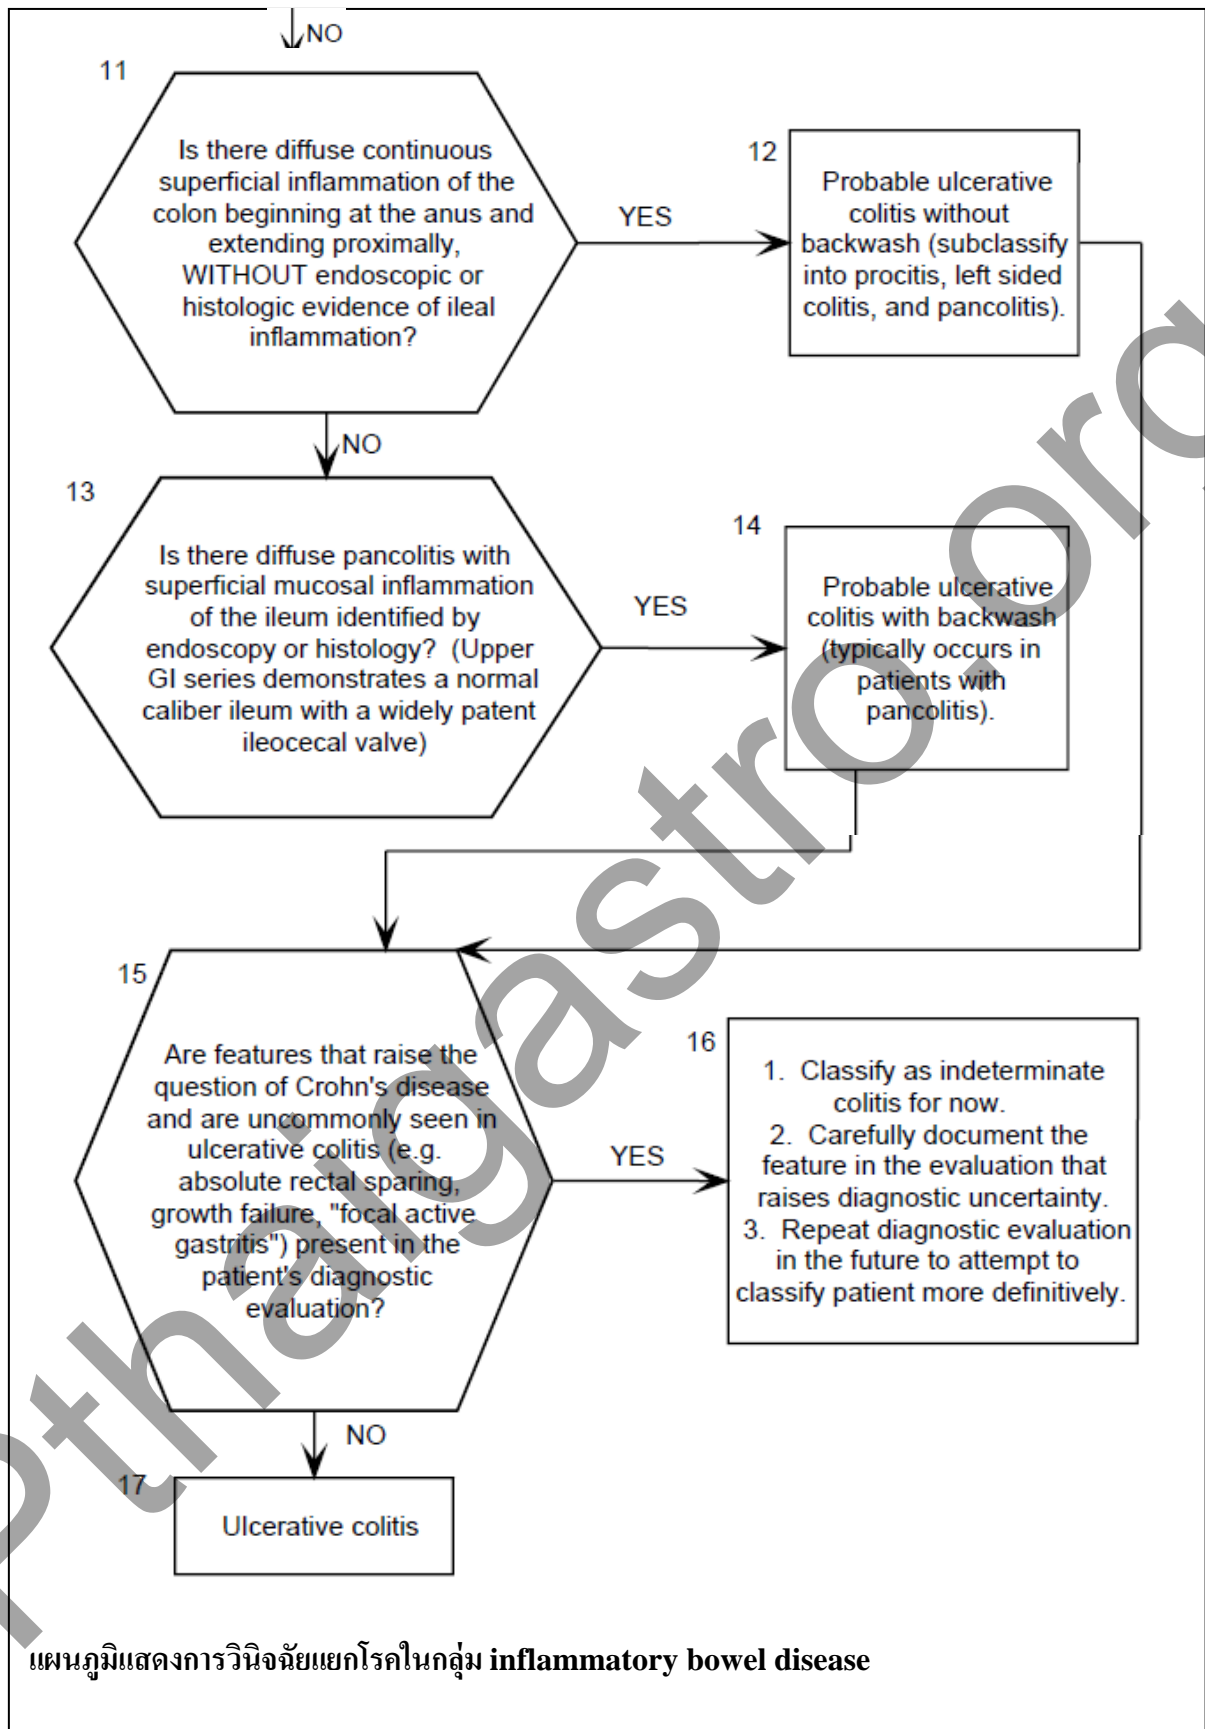 NO
11
Is there diffuse continuous
superficial inflammation of the
colon beginning at the anus and
extending proximally,
WITHOUT endoscopic or
histologic evidence of ileal
inflammation?
YES
12
Probable ulcerative
colitis without
backwash (subclassify
into procitis, left sided
colitis, and pancolitis).
NO
13
Is there diffuse pancolitis with
superficial mucosal inflammation
of the ileum identified by
endoscopy or histology? (Upper
GI series demonstrates a normal
caliber ileum with a widely patent
ileocecal valve)
YES
14
Probable ulcerative
colitis with backwash
(typically occurs in
patients with
pancolitis).
15
Are features that raise the
question of Crohn's disease
and are uncommonly seen in
ulcerative colitis (e.g.
absolute rectal sparing,
growth failure, "focal active
gastritis") present in the
patient's diagnostic
evaluation?
YES
16
1. Classify as indeterminate
colitis for now.
2. Carefully document the
feature in the evaluation that
raises diagnostic uncertainty.
3. Repeat diagnostic evaluation
in the future to attempt to
classify patient more definitively.
NO
17
Ulcerative colitis
แผนภูมิแสดงการวินิจฉัยแยกโรคในกลุ่ม inflammatory bowel disease
Pthaigastro.org